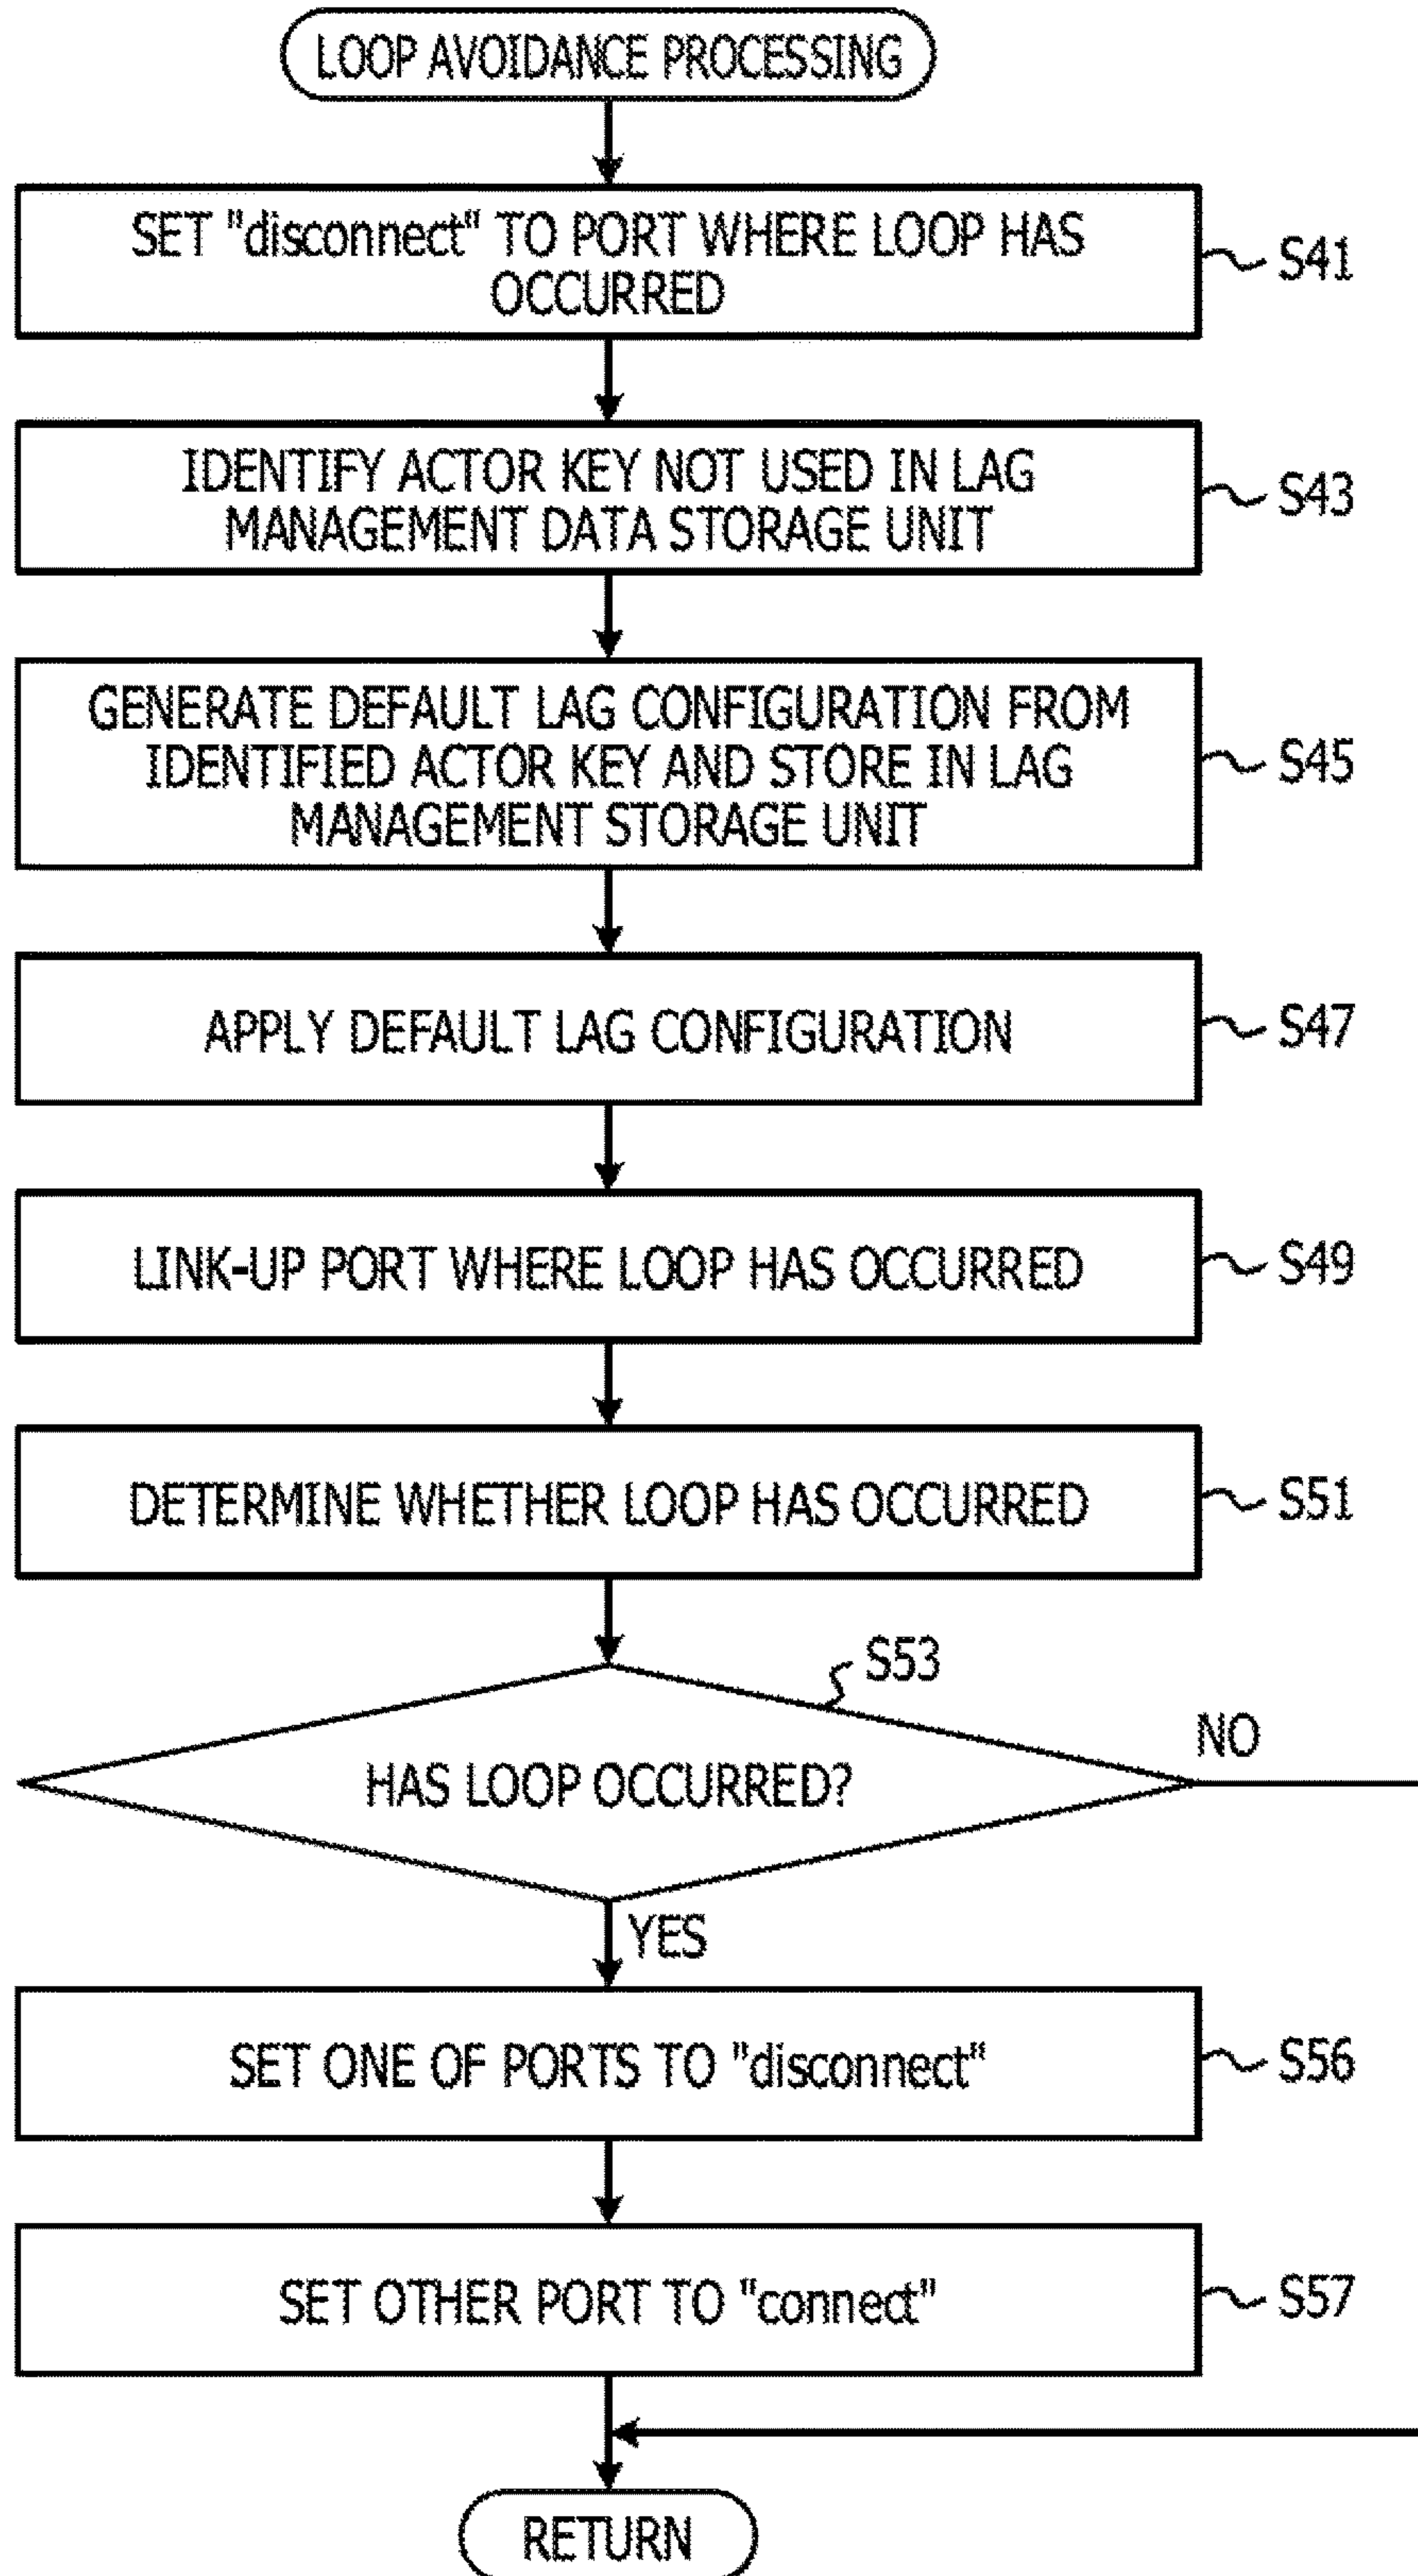 LOOP AVOIDANCE PROCESSING
SET "disconnect" TO PORT WHERE LOOP HAS
OCCURRED
S41
IDENTIFY ACTOR KEY NOT USED IN LAG
MANAGEMENT DATA STORAGE UNIT
S43
GENERATE DEFAULT LAG CONFIGURATION FROM
IDENTIFIED ACTOR KEY AND STORE IN LAG
MANAGEMENT STORAGE UNIT
S45
APPLY DEFAULT LAG CONFIGURATION
S47
LINK-UP PORT WHERE LOOP HAS OCCURRED
S49
DETERMINE WHETHER LOOP HAS OCCURRED
S51
S53
HAS LOOP OCCURRED?
NO
YES
SET ONE OF PORTS TO "disconnect"
S56
SET OTHER PORT TO "connect"
S57
RETURN